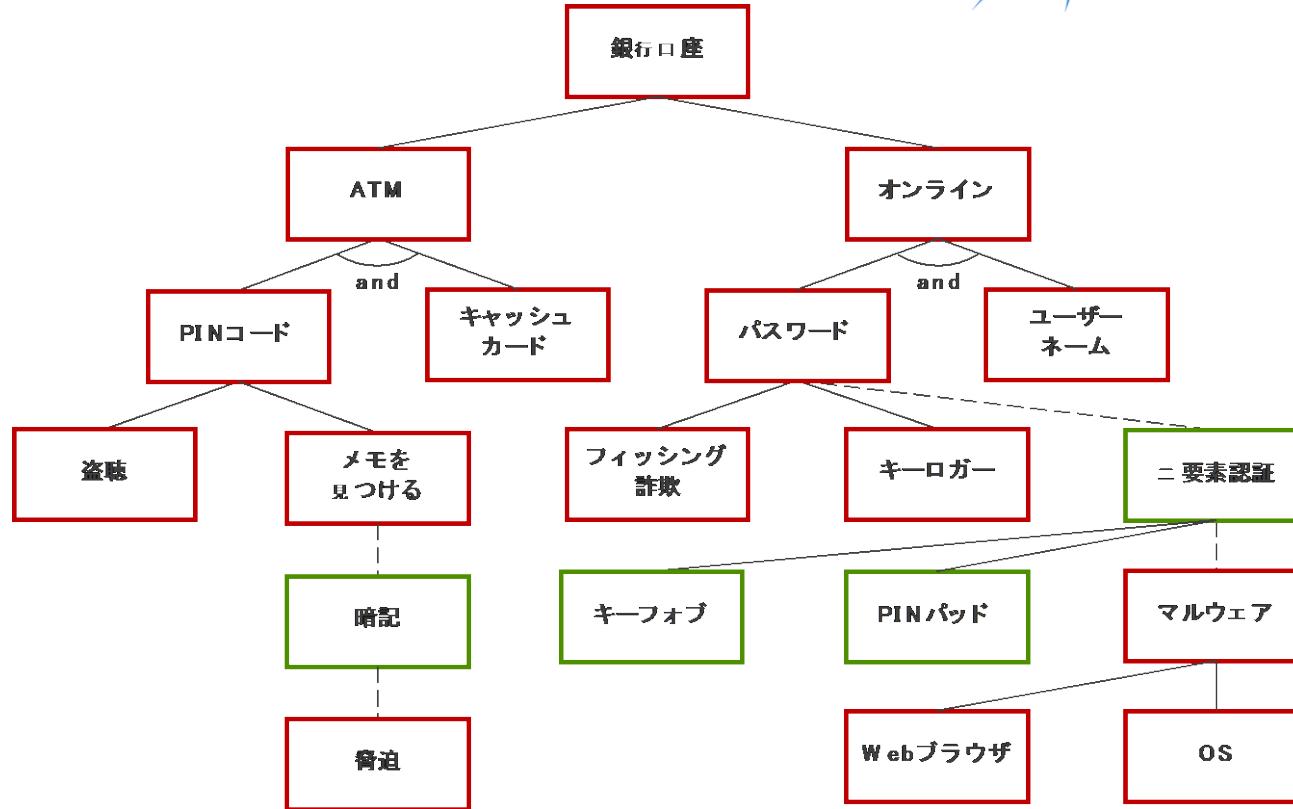 銀行口座
ATM
オンライン
and
and
PINコード
キャッシュ
カード
パスワード
ユーザー
ネーム
盗聴
メモを
見つける
フィッシング
詐欺
キーロガー
二要素認証
暗記
キーフォブ
PINパッド
マルウェア
脅迫
Webブラウザ
OS